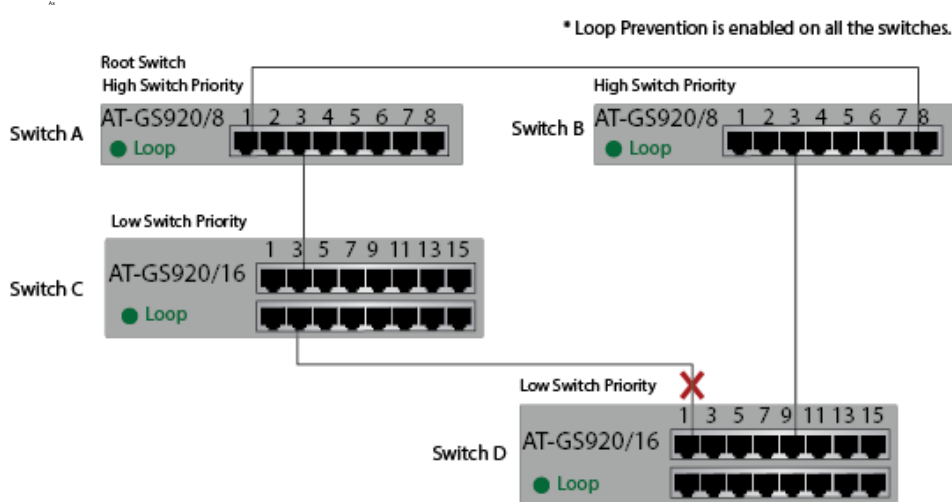 Ax
* Loop Prevention is enabled on all the switches.
Root Switch
High Switch Priority
High Switch Priority
Switch A
AT-GS920/8
1 2 3 4 5 6 7 8
Loop
Switch B
AT-GS920/8
1 2 3 4 5 6 7 8
Loop
Low Switch Priority
Switch C
AT-GS920/16
1 3 5 7 9 11 13 15
Loop
Low Switch Priority
Switch D
AT-GS920/16
1 3 5 7 9 11 13 15
Loop